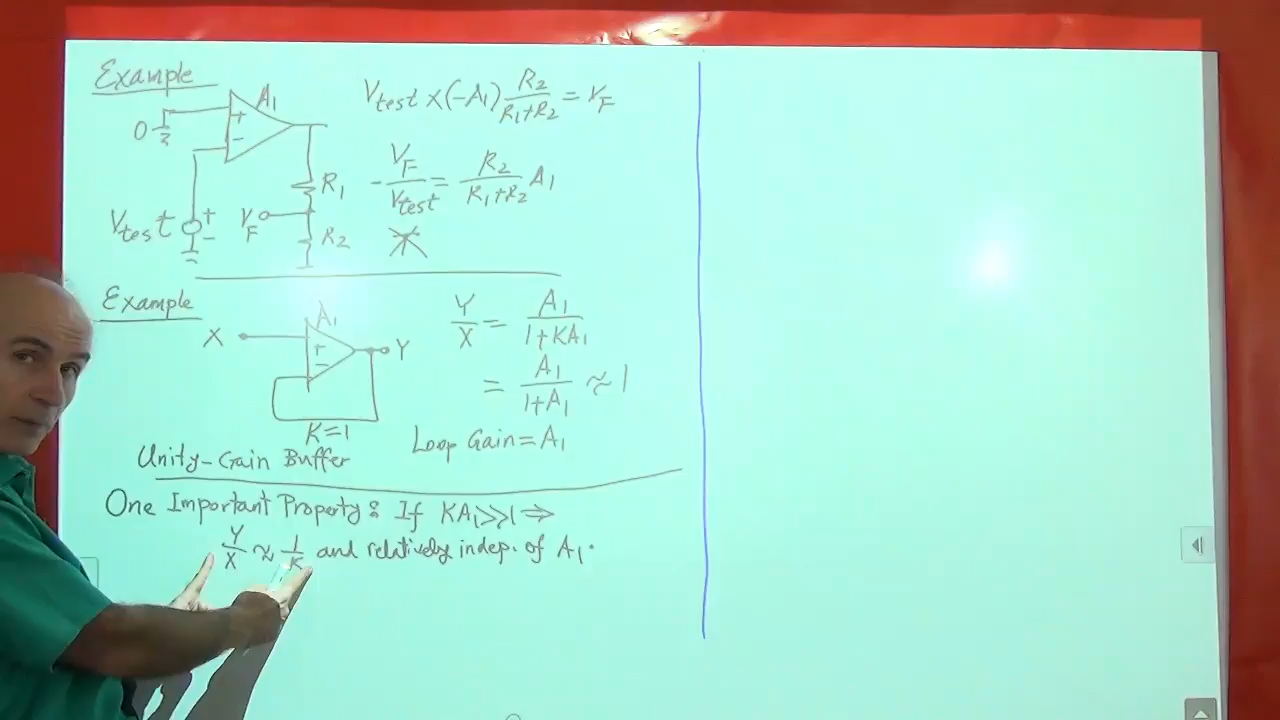 Example
A₁
0
+
−
Vtest × (−A₁) R₂/(R₁+R₂) = VF
−VF/Vtest = R₂/(R₁+R₂) A₁
R₁
Vtest
+
−
VF
R₂
Example
A₁
X
+
−
Y
K=1
Unity-Gain Buffer
Y/X = A₁/(1+KA₁)
= A₁/(1+A₁) ≈ 1
Loop Gain = A₁
One Important Property: If KA₁ >> 1 ⇒
Y/X ≈ 1/K and relatively indep. of A₁.